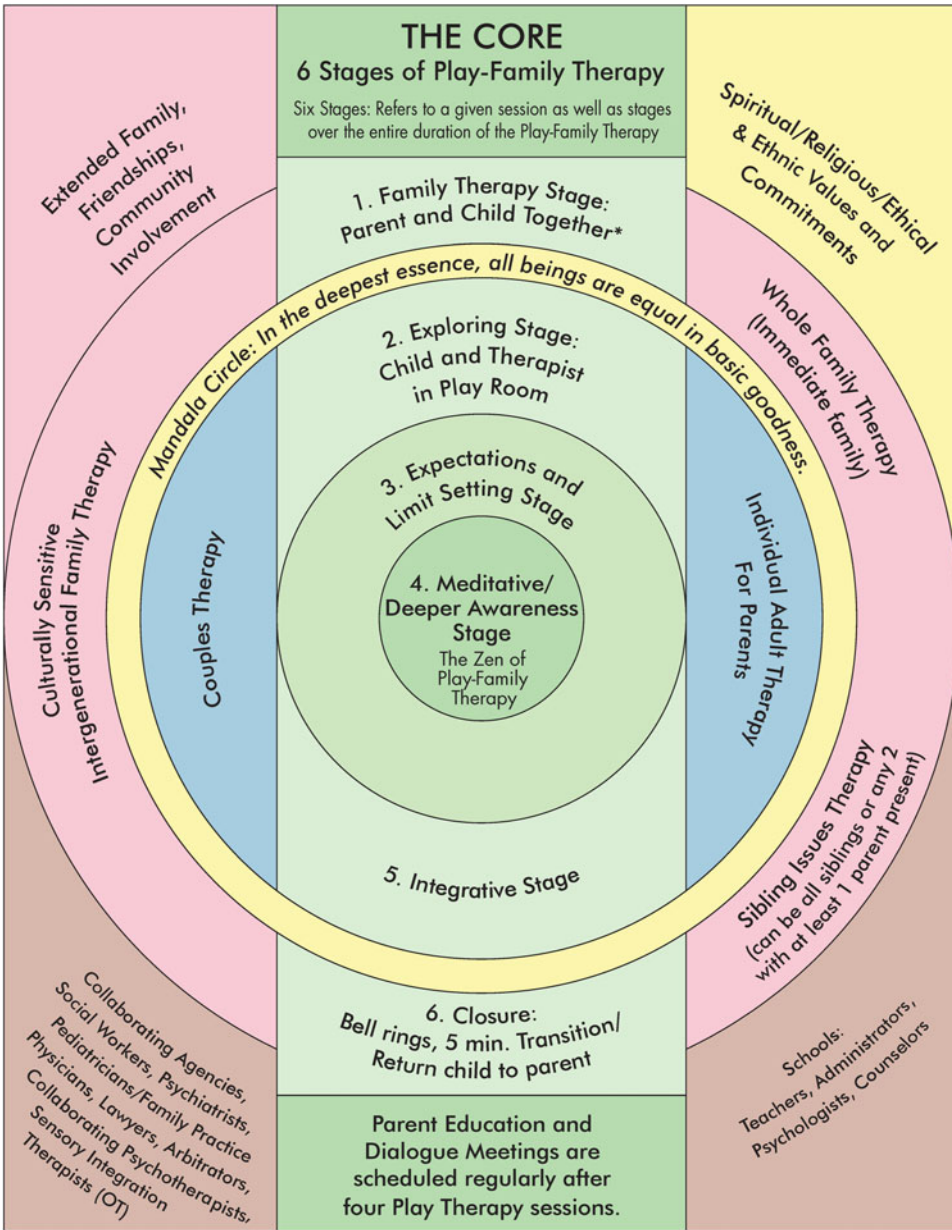 THE CORE
6 Stages of Play-Family Therapy
Six Stages: Refers to a given session as well as stages
over the entire duration of the Play-Family Therapy
Extended Family,
Friendships,
Community
Involvement
Spiritual/Religious/Ethical
& Ethnic Values and
Commitments
1. Family Therapy Stage:
Parent and Child Together*
Mandala Circle: In the deepest essence, all beings are equal in basic goodness.
2. Exploring Stage:
Child and Therapist
in Play Room
Whole Family Therapy
(Immediate family)
3. Expectations and
Limit Setting Stage
Culturally Sensitive
Intergenerational Family Therapy
Couples Therapy
4. Meditative/
Deeper Awareness
Stage
The Zen of
Play-Family
Therapy
Individual Adult Therapy
For Parents
5. Integrative Stage
Sibling Issues Therapy
(can be all siblings or any 2
with at least 1 parent present)
6. Closure:
Bell rings, 5 min. Transition/
Return child to parent
Collaborating Agencies,
Social Workers, Psychiatrists,
Pediatricians/Family Practice
Physicians, Lawyers, Arbitrators,
Collaborating Psychotherapists,
Sensory Integration
Therapists (OT)
Schools:
Teachers, Administrators,
Psychologists, Counselors
Parent Education and
Dialogue Meetings are
scheduled regularly after
four Play Therapy sessions.